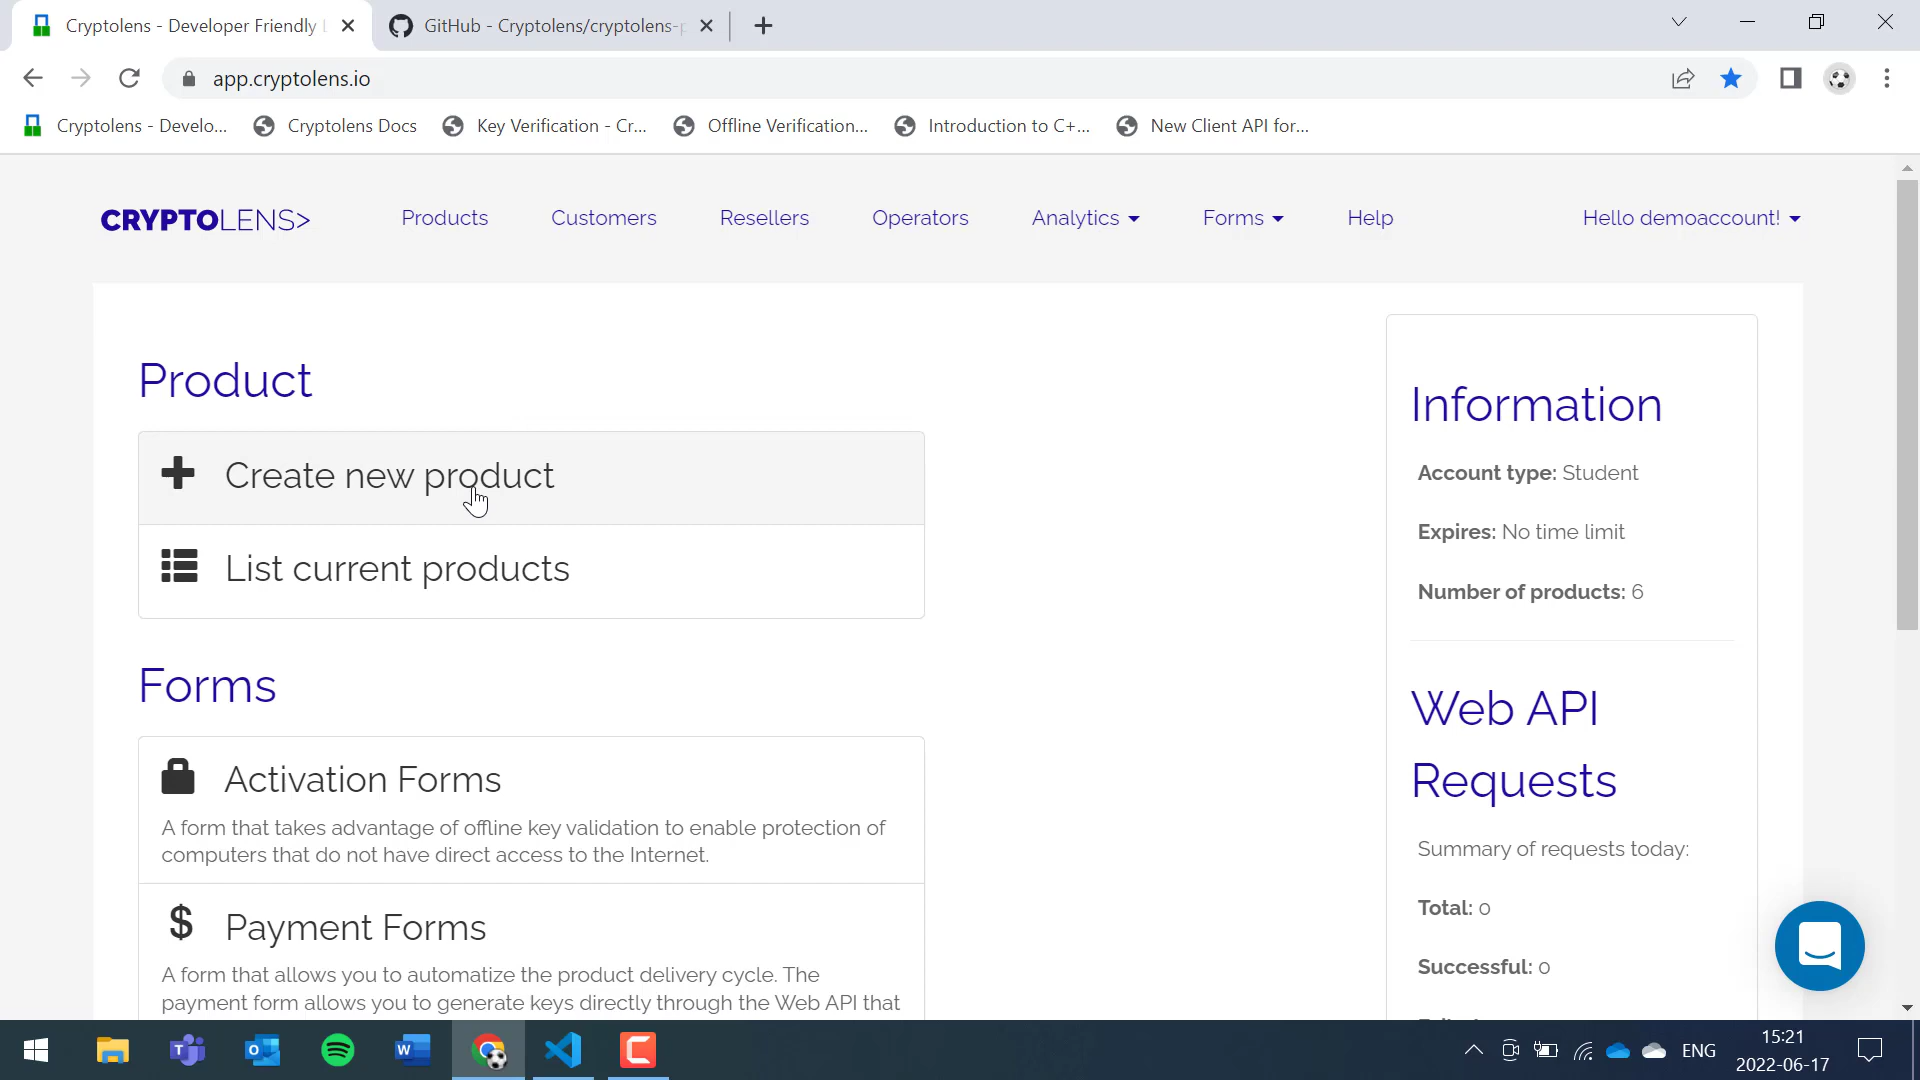 Cryptolens - Developer Friendly
GitHub - Cryptolens/cryptolens-p
app.cryptolens.io
Cryptolens - Develo...
Cryptolens Docs
Key Verification - Cr...
Offline Verification...
Introduction to C+...
New Client API for...
CRYPTOLENS>
Products
Customers
Resellers
Operators
Analytics
Forms
Help
Hello demoaccount!
Product
Create new product
List current products
Forms
Activation Forms
A form that takes advantage of offline key validation to enable protection of
computers that do not have direct access to the Internet.
Payment Forms
A form that allows you to automatize the product delivery cycle. The
payment form allows you to generate keys directly through the Web API that
Information
Account type: Student
Expires: No time limit
Number of products: 6
Web API
Requests
Summary of requests today:
Total: 0
Successful: 0
ENG
15:21
2022-06-17